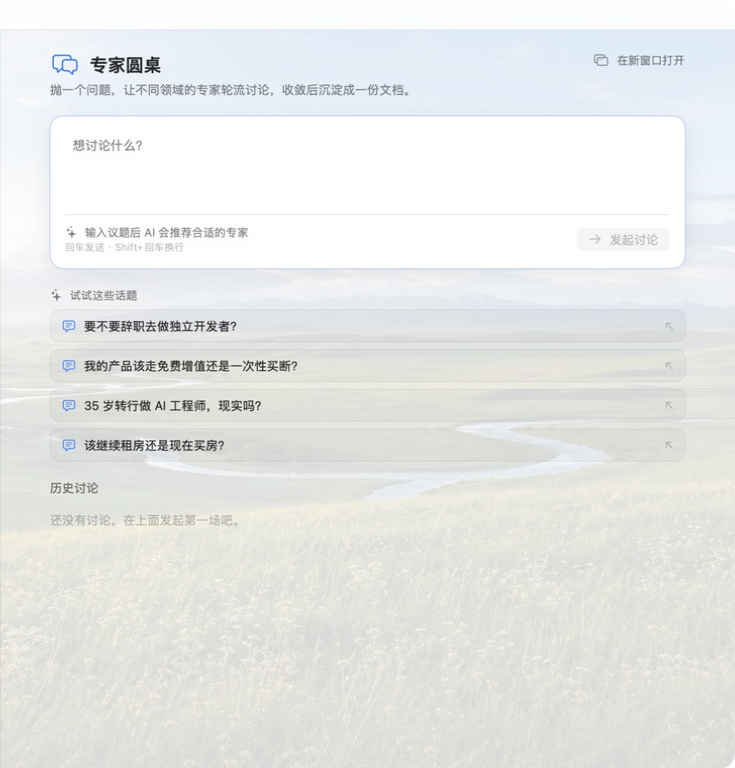 专家圆桌
在新窗口打开
抛一个问题，让不同领域的专家轮流讨论，收敛后沉淀成一份文档。
想讨论什么？
输入议题后 AI 会推荐合适的专家
回车发送 · Shift+回车换行
发起讨论
试试这些话题
要不要辞职去做独立开发者？
我的产品该走免费增值还是一次性买断？
35 岁转行做 AI 工程师，现实吗？
该继续租房还是现在买房？
历史讨论
还没有讨论。在上面发起第一场吧。